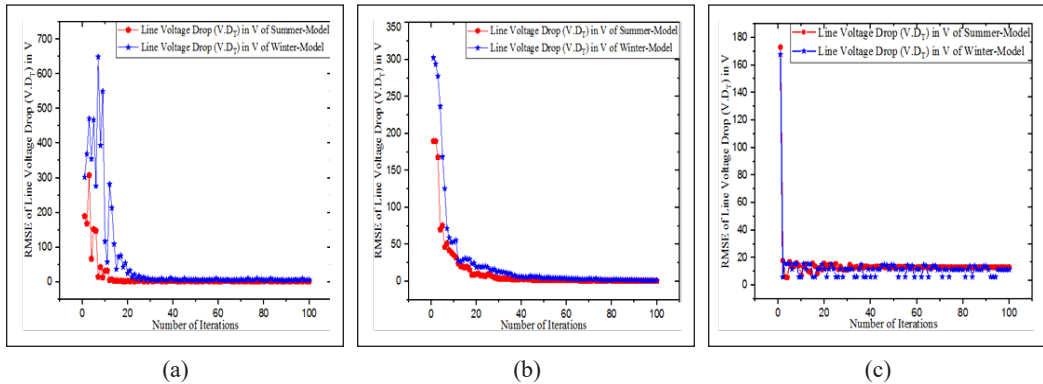 Line Voltage Drop (V.D_T) in V of Summer-Model
Line Voltage Drop (V.D_T) in V of Winter-Model
RMSE of Line Voltage Drop (V.D_T) in V
700
600
500
400
300
200
100
0
0 20 40 60 80 100
Number of Iterations
(a)
Line Voltage Drop (V.D_T) in V of Summer-Model
Line Voltage Drop (V.D_T) in V of Winter-Model
RMSE of Line Voltage Drop (V.D_T) in V
350
300
250
200
150
100
50
0
0 20 40 60 80 100
Number of Iterations
(b)
Line Voltage Drop (V.D_T) in V of Summer-Model
Line Voltage Drop (V.D_T) in V of Winter-Model
RMSE of Line Voltage Drop (V.D_T) in V
180
160
140
120
100
80
60
40
20
0
0 20 40 60 80 100
Number of Iterations
(c)